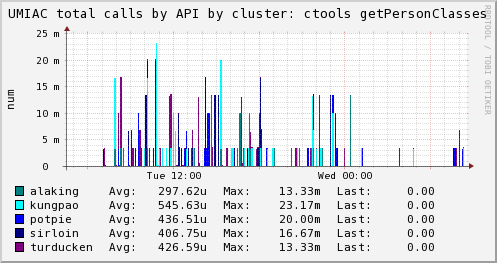 UMIAC total calls by API by cluster: ctools getPersonClasses
RRDTOOL / TOBI OETIKER
num
25 m
20 m
15 m
10 m
5 m
0
Tue 12:00 Wed 00:00
alaking Avg: 297.62u Max: 13.33m Last: 0.00
kungpao Avg: 545.63u Max: 23.17m Last: 0.00
potpie Avg: 436.51u Max: 20.00m Last: 0.00
sirloin Avg: 406.75u Max: 16.67m Last: 0.00
turducken Avg: 426.59u Max: 13.33m Last: 0.00